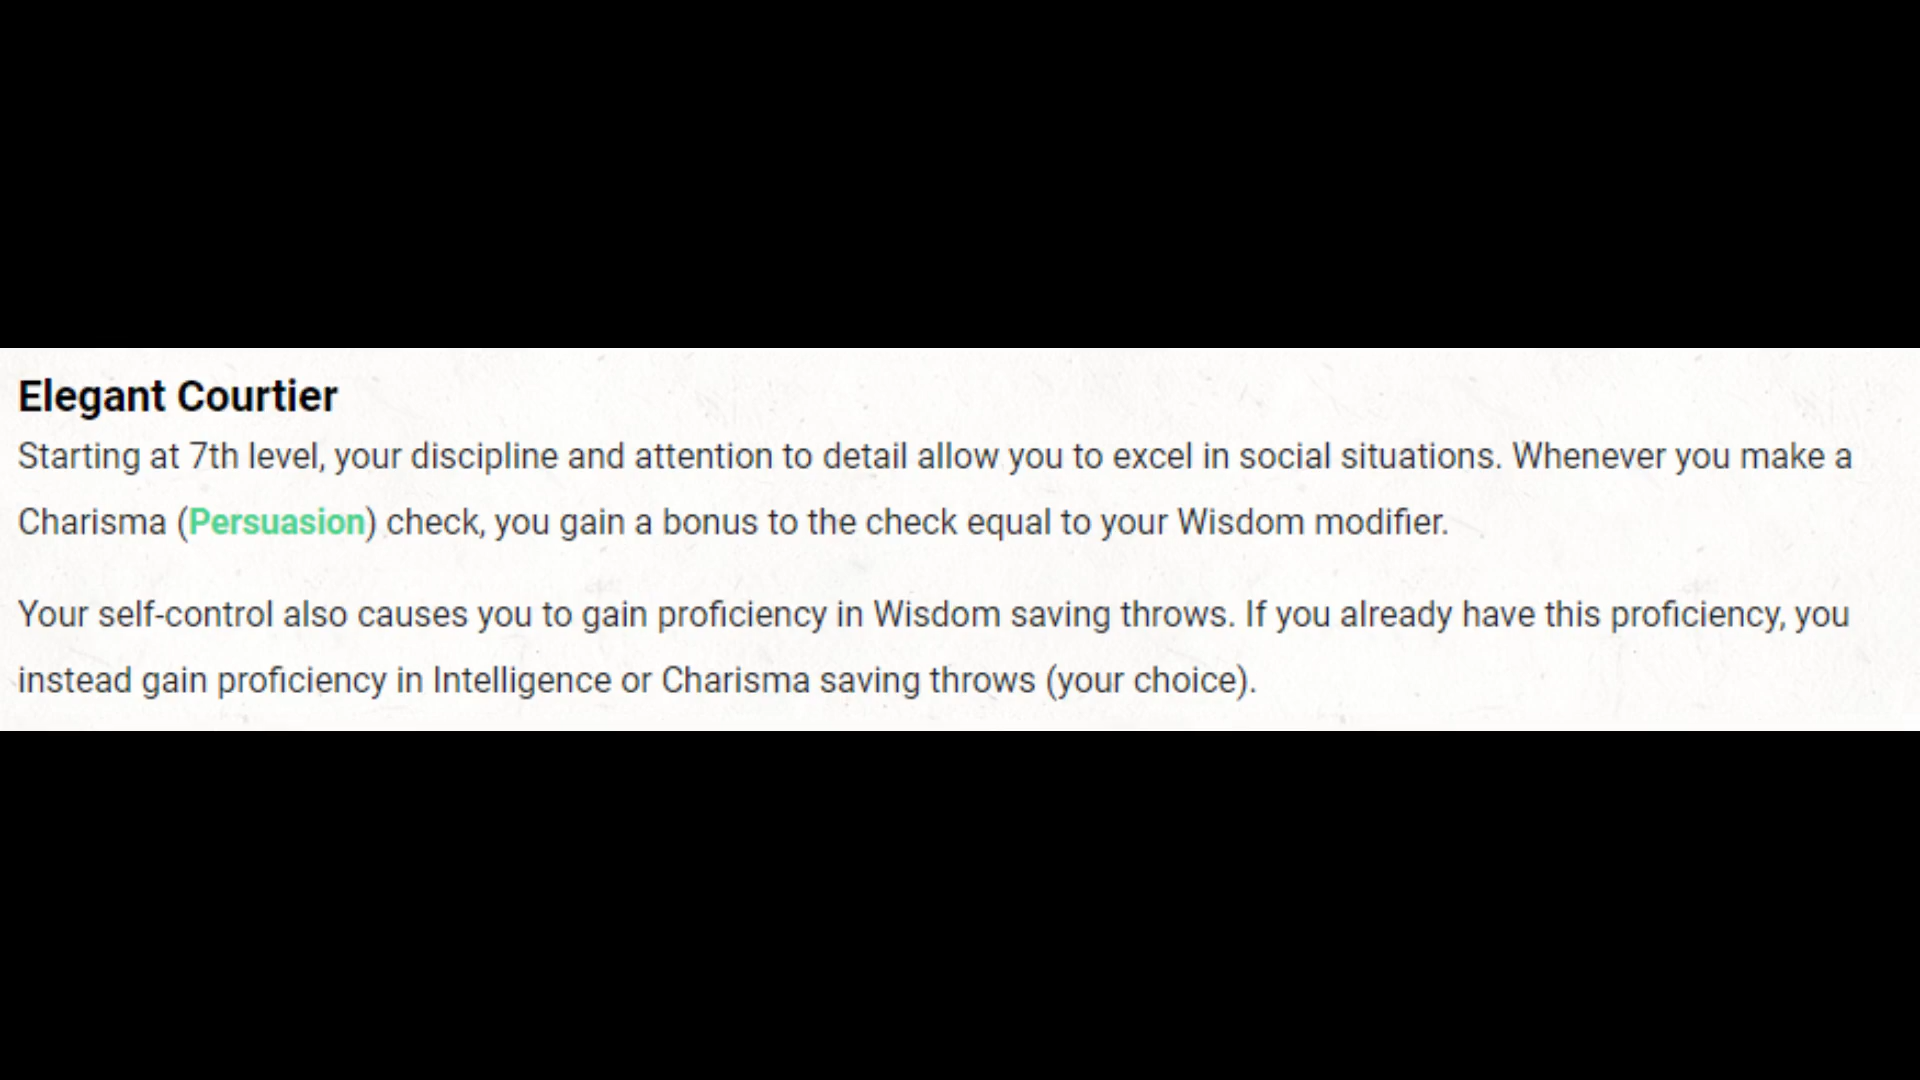 Elegant Courtier
Starting at 7th level, your discipline and attention to detail allow you to excel in social situations. Whenever you make a
Charisma (Persuasion) check, you gain a bonus to the check equal to your Wisdom modifier.
Your self-control also causes you to gain proficiency in Wisdom saving throws. If you already have this proficiency, you
instead gain proficiency in Intelligence or Charisma saving throws (your choice).